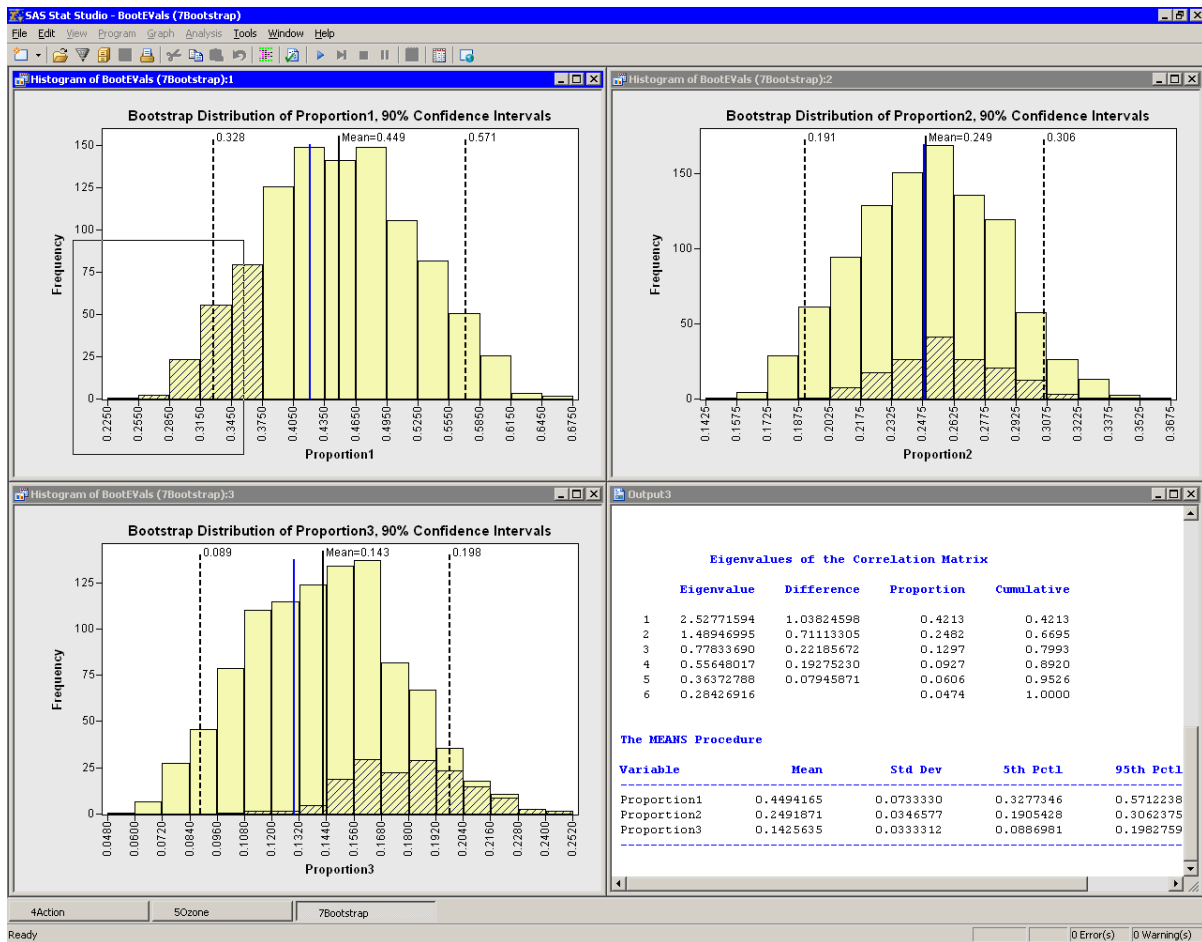 SAS Stat Studio - BootEVals (7Bootstrap)
File Edit View Program Graph Analysis Tools Window Help
Histogram of BootEVals (7Bootstrap):1
Bootstrap Distribution of Proportion1, 90% Confidence Intervals
0.328 Mean=0.449 0.571
150
125
100
75
50
25
0
Frequency
0.2250 0.2550 0.2850 0.3150 0.3450 0.3750 0.4050 0.4350 0.4650 0.4950 0.5250 0.5550 0.5850 0.6150 0.6450 0.6750
Proportion1
Histogram of BootEVals (7Bootstrap):2
Bootstrap Distribution of Proportion2, 90% Confidence Intervals
0.191 Mean=0.249 0.306
150
100
50
0
Frequency
0.1425 0.1575 0.1725 0.1875 0.2025 0.2175 0.2325 0.2475 0.2625 0.2775 0.2925 0.3075 0.3225 0.3375 0.3525 0.3675
Proportion2
Histogram of BootEVals (7Bootstrap):3
Bootstrap Distribution of Proportion3, 90% Confidence Intervals
0.089 Mean=0.143 0.198
125
100
75
50
25
0
Frequency
0.0480 0.0600 0.0720 0.0840 0.0960 0.1080 0.1200 0.1320 0.1440 0.1560 0.1680 0.1800 0.1920 0.2040 0.2160 0.2280 0.2400 0.2520
Proportion3
Output3
Eigenvalues of the Correlation Matrix
Eigenvalue Difference Proportion Cumulative
1 2.52771594 1.03824598 0.4213 0.4213
2 1.48946995 0.71113305 0.2482 0.6695
3 0.77833690 0.22185672 0.1297 0.7993
4 0.55648017 0.19275230 0.0927 0.8920
5 0.36372788 0.07945871 0.0606 0.9526
6 0.28426916 0.0474 1.0000
The MEANS Procedure
Variable Mean Std Dev 5th Pctl 95th Pctl
Proportion1 0.4494165 0.0733330 0.3277346 0.5712238
Proportion2 0.2491871 0.0346577 0.1905428 0.3062375
Proportion3 0.1425635 0.0333312 0.0886981 0.1982759
4Action 5Ozone 7Bootstrap
Ready 0 Error(s) 0 Warning(s)